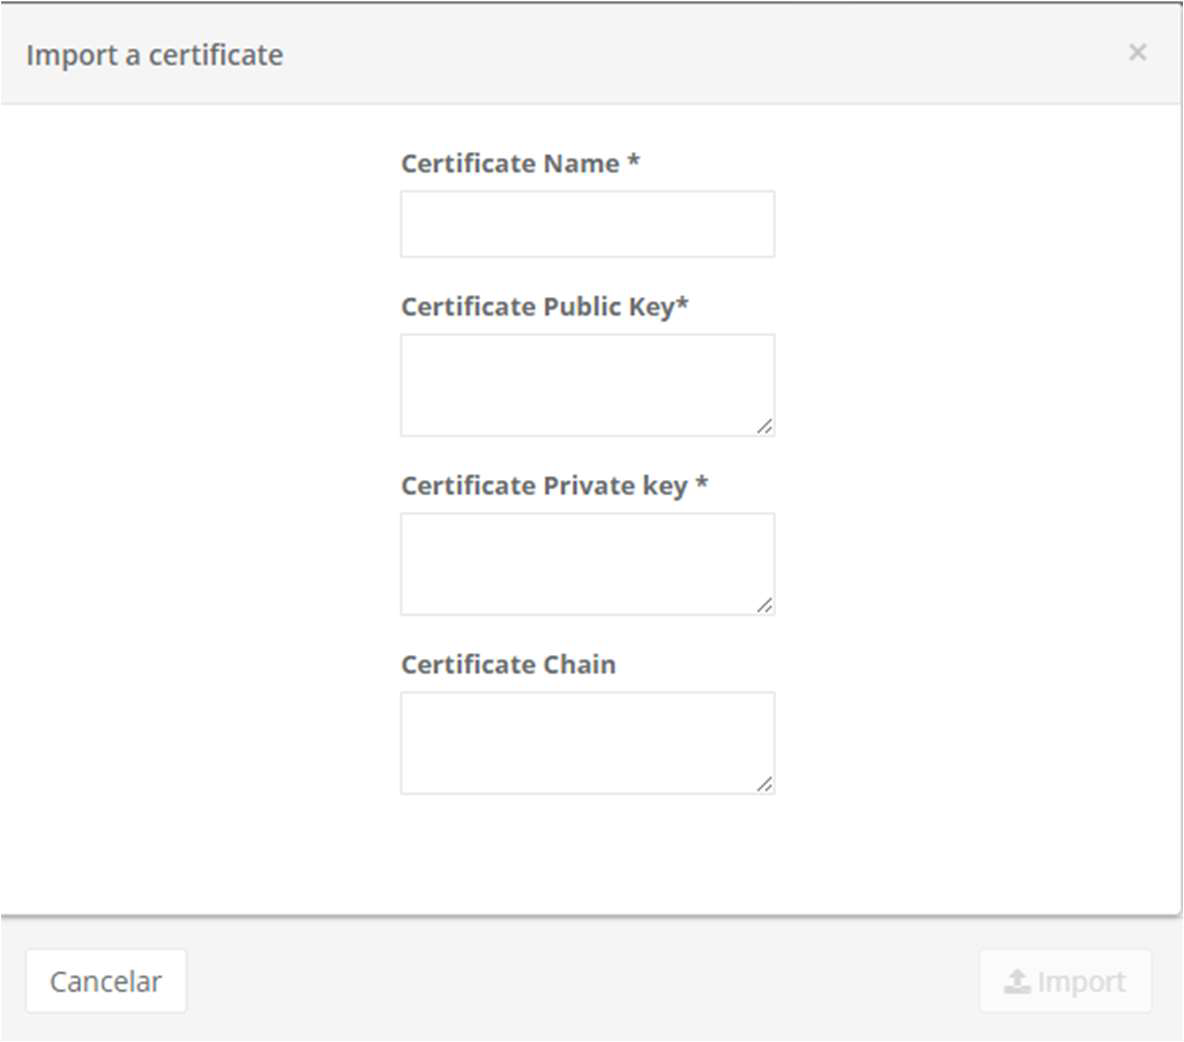 Import a certificate ×
Certificate Name *
Certificate Public Key*
Certificate Private key *
Certificate Chain
Cancelar Import